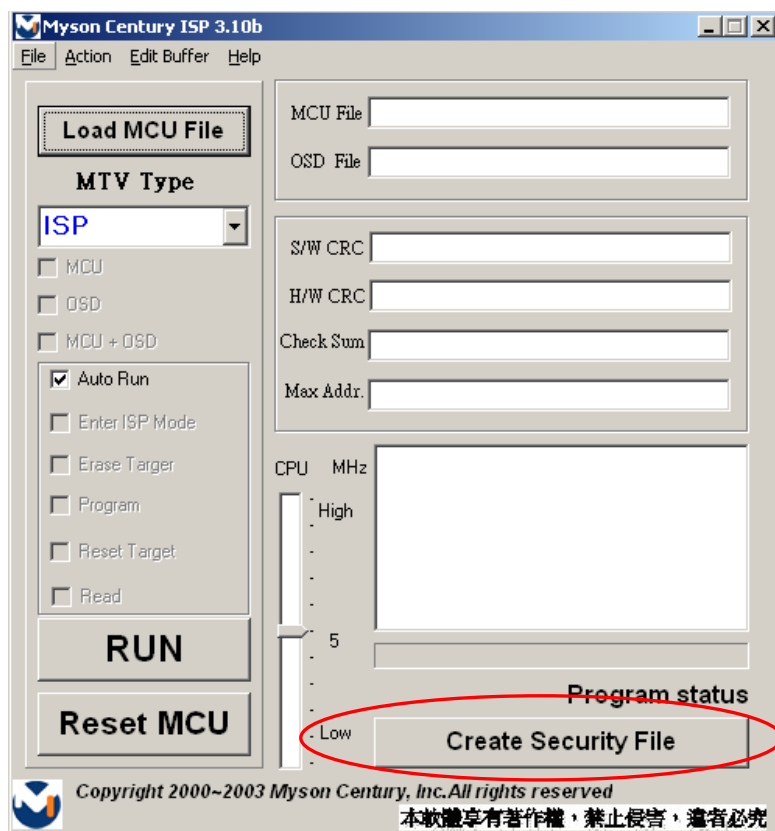 Myson Century ISP 3.10b
File Action Edit Buffer Help
Load MCU File
MTV Type
ISP
MCU
OSD
MCU + OSD
Auto Run
Enter ISP Mode
Erase Targer
Program
Reset Target
Read
RUN
Reset MCU
MCU File
OSD File
S/W CRC
H/W CRC
Check Sum
Max Addr.
CPU MHz
High
5
Low
Program status
Create Security File
Copyright 2000~2003 Myson Century, Inc.All rights reserved
本軟體享有著作權，禁止侵害，違者必究